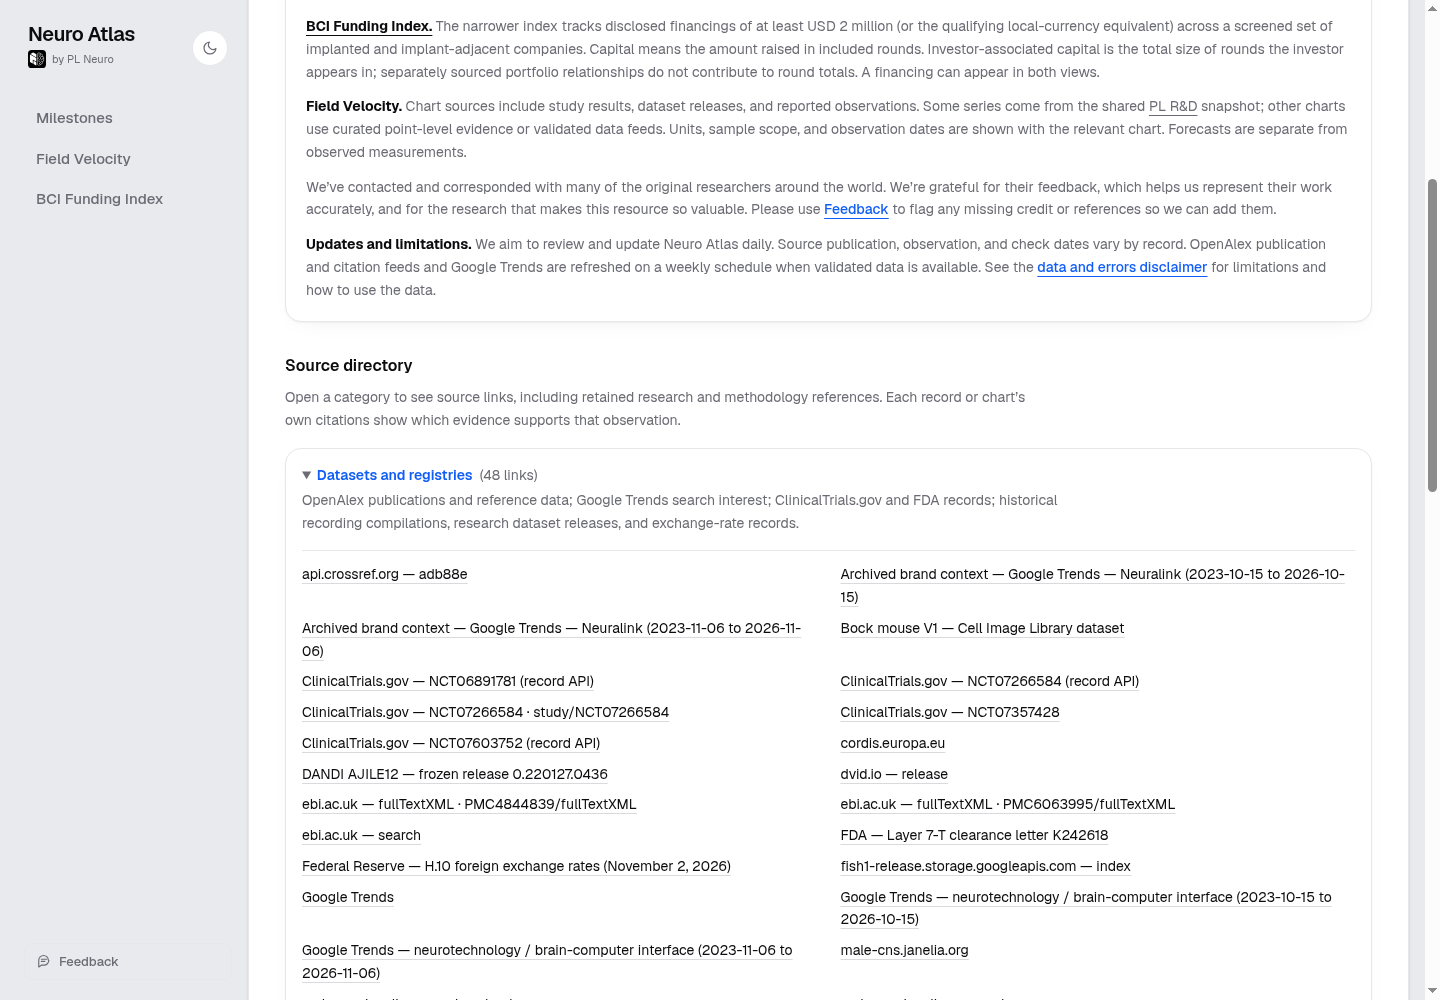 Neuro Atlas
by PL Neuro
Milestones
Field Velocity
BCI Funding Index
Feedback
BCI Funding Index. The narrower index tracks disclosed financings of at least USD 2 million (or the qualifying local-currency equivalent) across a screened set of
implanted and implant-adjacent companies. Capital means the amount raised in included rounds. Investor-associated capital is the total size of rounds the investor
appears in; separately sourced portfolio relationships do not contribute to round totals. A financing can appear in both views.
Field Velocity. Chart sources include study results, dataset releases, and reported observations. Some series come from the shared PL R&D snapshot; other charts
use curated point-level evidence or validated data feeds. Units, sample scope, and observation dates are shown with the relevant chart. Forecasts are separate from
observed measurements.
We’ve contacted and corresponded with many of the original researchers around the world. We’re grateful for their feedback, which helps us represent their work
accurately, and for the research that makes this resource so valuable. Please use Feedback to flag any missing credit or references so we can add them.
Updates and limitations. We aim to review and update Neuro Atlas daily. Source publication, observation, and check dates vary by record. OpenAlex publication
and citation feeds and Google Trends are refreshed on a weekly schedule when validated data is available. See the data and errors disclaimer for limitations and
how to use the data.
Source directory
Open a category to see source links, including retained research and methodology references. Each record or chart’s
own citations show which evidence supports that observation.
Datasets and registries (48 links)
OpenAlex publications and reference data; Google Trends search interest; ClinicalTrials.gov and FDA records; historical
recording compilations, research dataset releases, and exchange-rate records.
api.crossref.org — adb88e
Archived brand context — Google Trends — Neuralink (2023-10-15 to 2026-10-
15)
Archived brand context — Google Trends — Neuralink (2023-11-06 to 2026-11-
06)
Bock mouse V1 — Cell Image Library dataset
ClinicalTrials.gov — NCT06891781 (record API)
ClinicalTrials.gov — NCT07266584 (record API)
ClinicalTrials.gov — NCT07266584 · study/NCT07266584
ClinicalTrials.gov — NCT07357428
ClinicalTrials.gov — NCT07603752 (record API)
cordis.europa.eu
DANDI AJILE12 — frozen release 0.220127.0436
dvid.io — release
ebi.ac.uk — fullTextXML · PMC4844839/fullTextXML
ebi.ac.uk — fullTextXML · PMC6063995/fullTextXML
ebi.ac.uk — search
FDA — Layer 7-T clearance letter K242618
Federal Reserve — H.10 foreign exchange rates (November 2, 2026)
fish1-release.storage.googleapis.com — index
Google Trends
Google Trends — neurotechnology / brain-computer interface (2023-10-15 to
2026-10-15)
Google Trends — neurotechnology / brain-computer interface (2023-11-06 to
2026-11-06)
male-cns.janelia.org